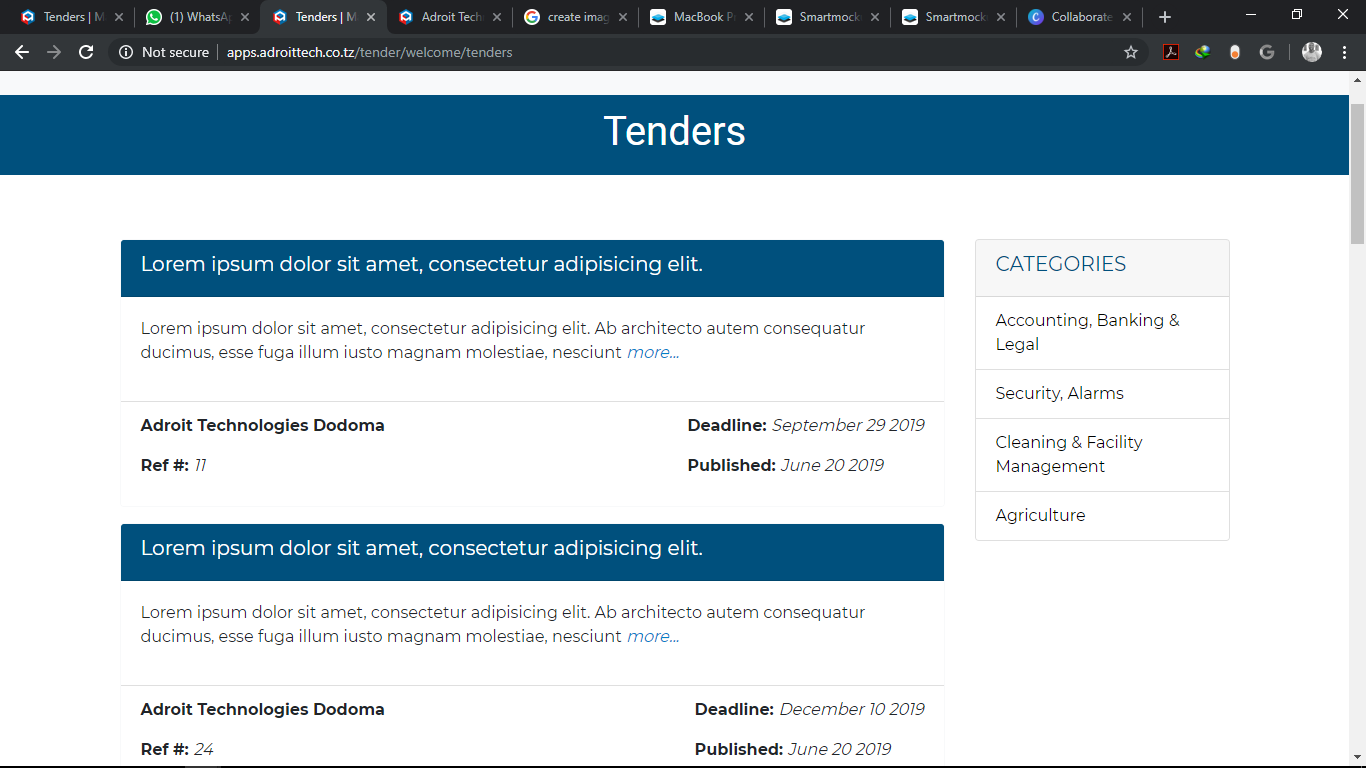 Tenders | M
(1) WhatsA
Tenders | M
Adroit Tech
create imag
MacBook P
Smartmock
Smartmock
Collaborate
Not secure
apps.adroittech.co.tz/tender/welcome/tenders
Tenders
Lorem ipsum dolor sit amet, consectetur adipisicing elit.
Lorem ipsum dolor sit amet, consectetur adipisicing elit. Ab architecto autem consequatur
ducimus, esse fuga illum iusto magnam molestiae, nesciunt more...
Adroit Technologies Dodoma
Deadline: September 29 2019
Ref #: 11
Published: June 20 2019
Lorem ipsum dolor sit amet, consectetur adipisicing elit.
Lorem ipsum dolor sit amet, consectetur adipisicing elit. Ab architecto autem consequatur
ducimus, esse fuga illum iusto magnam molestiae, nesciunt more...
Adroit Technologies Dodoma
Deadline: December 10 2019
Ref #: 24
Published: June 20 2019
CATEGORIES
Accounting, Banking &
Legal
Security, Alarms
Cleaning & Facility
Management
Agriculture